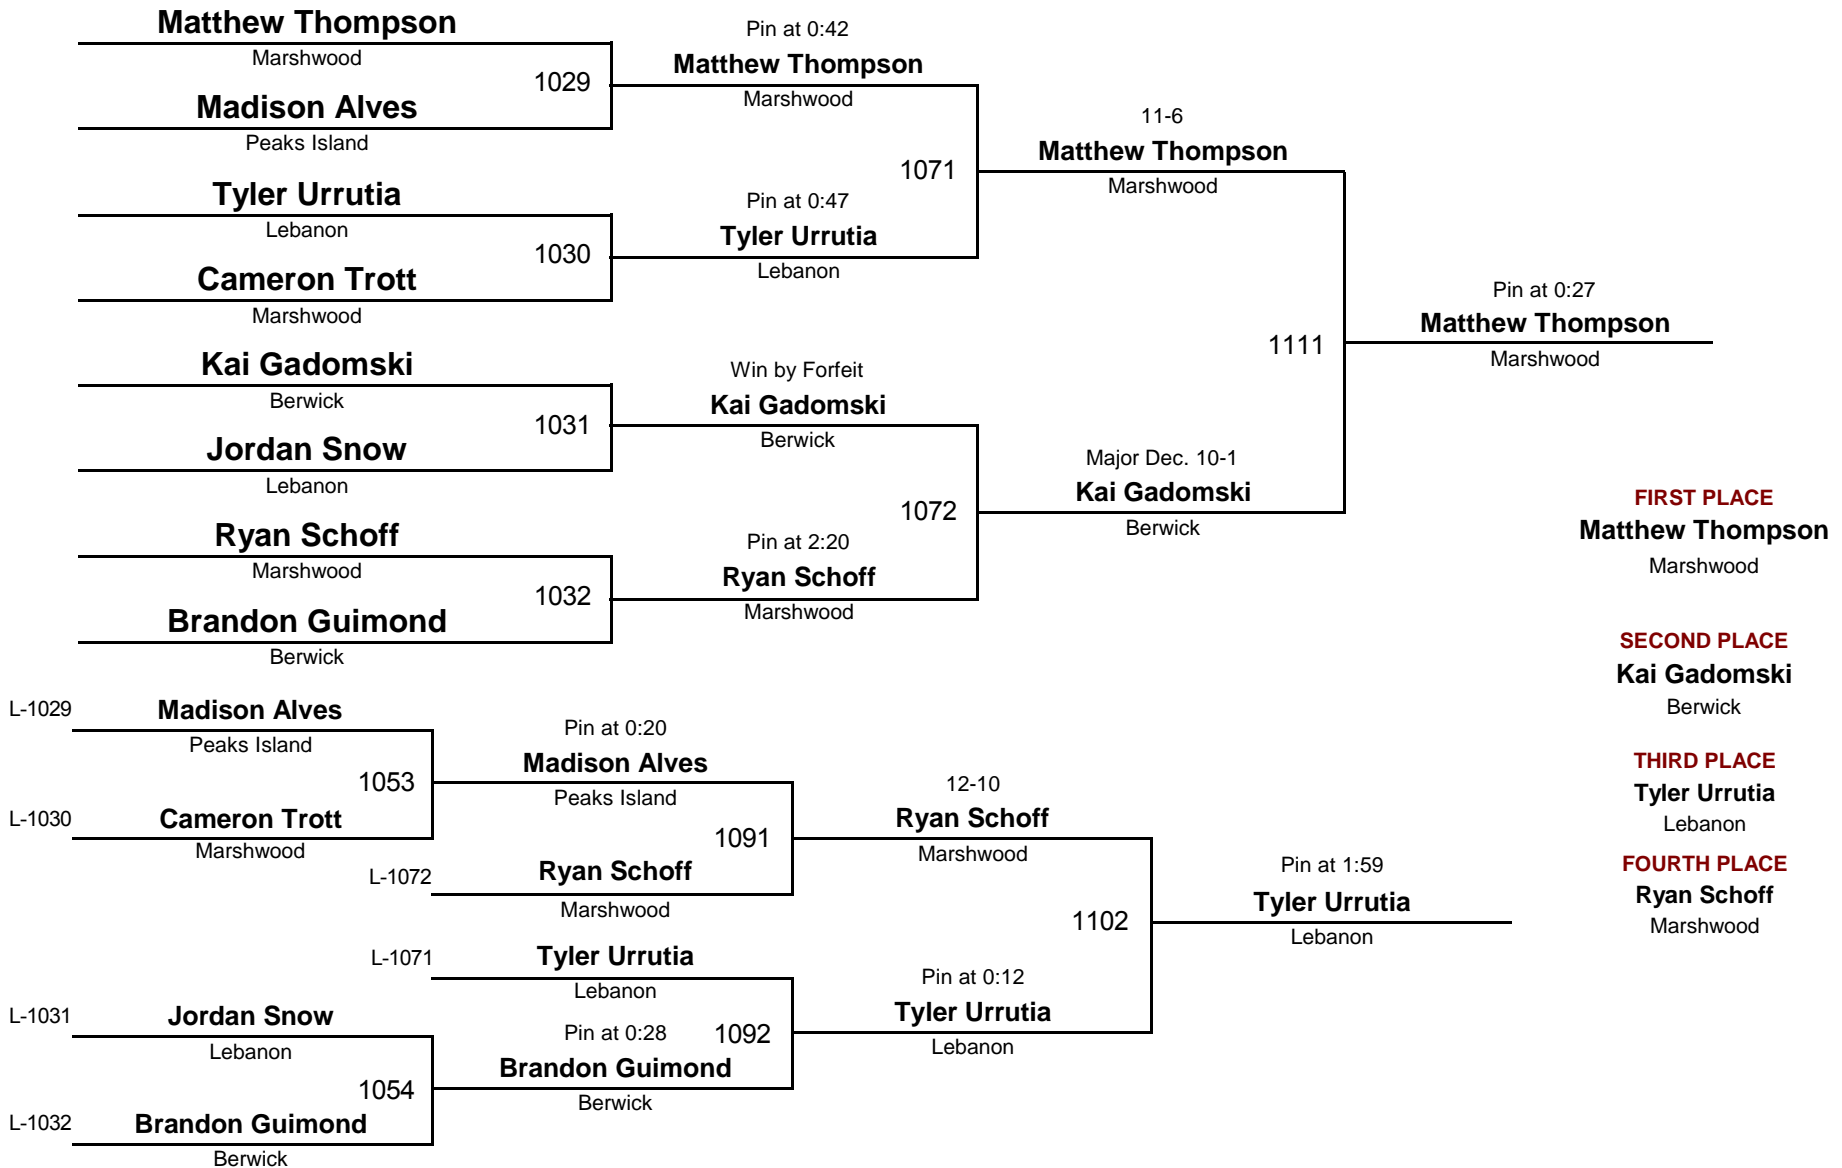 Matthew Thompson
Marshwood
1029
Madison Alves
Peaks Island
Tyler Urrutia
Lebanon
1030
Cameron Trott
Marshwood
Kai Gadomski
Berwick
1031
Jordan Snow
Lebanon
Ryan Schoff
Marshwood
1032
Brandon Guimond
Berwick
Pin at 0:42
Matthew Thompson
Marshwood
1071
Pin at 0:47
Tyler Urrutia
Lebanon
Win by Forfeit
Kai Gadomski
Berwick
1072
Pin at 2:20
Ryan Schoff
Marshwood
11-6
Matthew Thompson
Marshwood
1111
Major Dec. 10-1
Kai Gadomski
Berwick
Pin at 0:27
Matthew Thompson
Marshwood
FIRST PLACE
Matthew Thompson
Marshwood
SECOND PLACE
Kai Gadomski
Berwick
THIRD PLACE
Tyler Urrutia
Lebanon
FOURTH PLACE
Ryan Schoff
Marshwood
L-1029
Madison Alves
Peaks Island
1053
L-1030
Cameron Trott
Marshwood
Pin at 0:20
Madison Alves
Peaks Island
1091
L-1072
Ryan Schoff
Marshwood
L-1071
Tyler Urrutia
Lebanon
1092
L-1031
Jordan Snow
Lebanon
1054
L-1032
Brandon Guimond
Berwick
Pin at 0:28
Brandon Guimond
Berwick
12-10
Ryan Schoff
Marshwood
1102
Pin at 0:12
Tyler Urrutia
Lebanon
Pin at 1:59
Tyler Urrutia
Lebanon